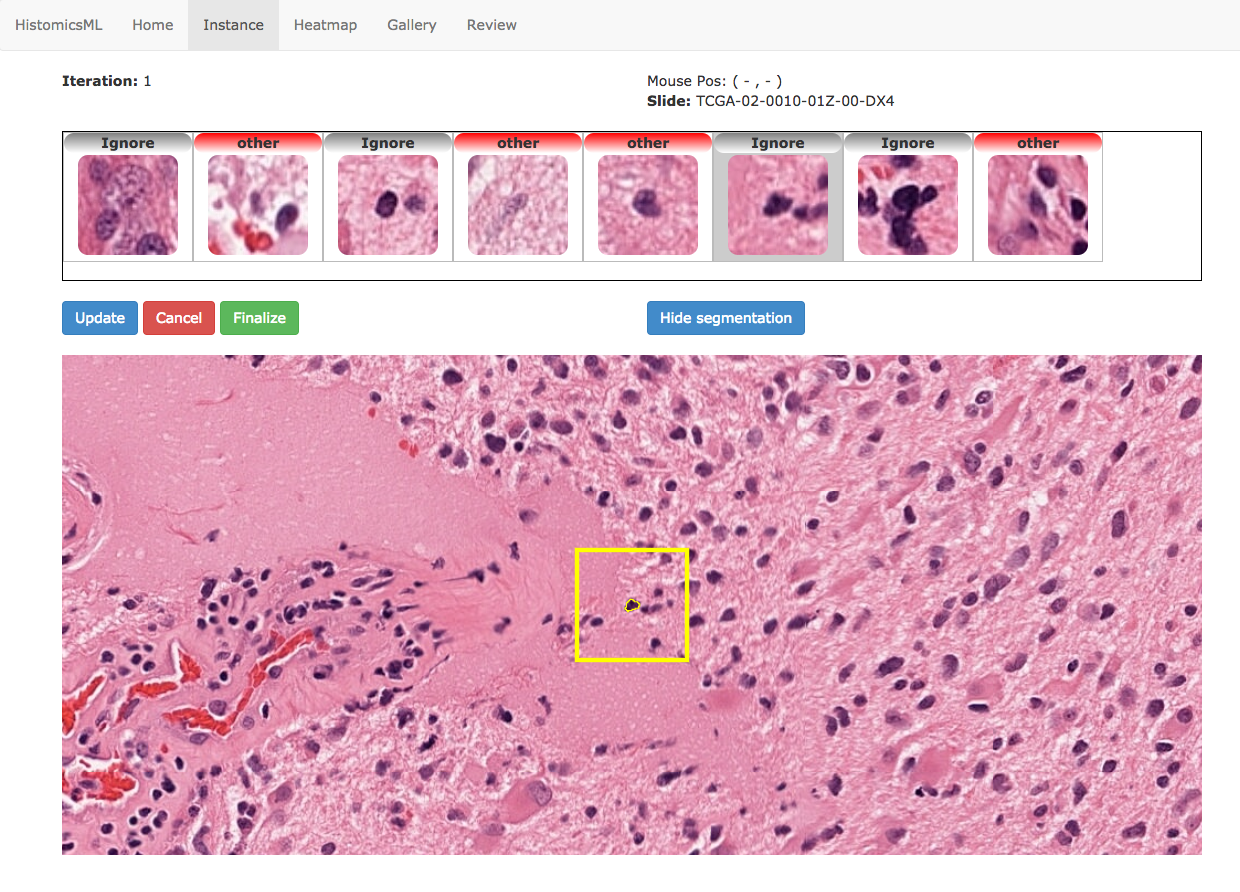 HistomicsML Home Instance Heatmap Gallery Review
Iteration: 1
Mouse Pos: ( - , - )
Slide: TCGA-02-0010-01Z-00-DX4
Ignore other Ignore other other Ignore Ignore other
Update Cancel Finalize Hide segmentation